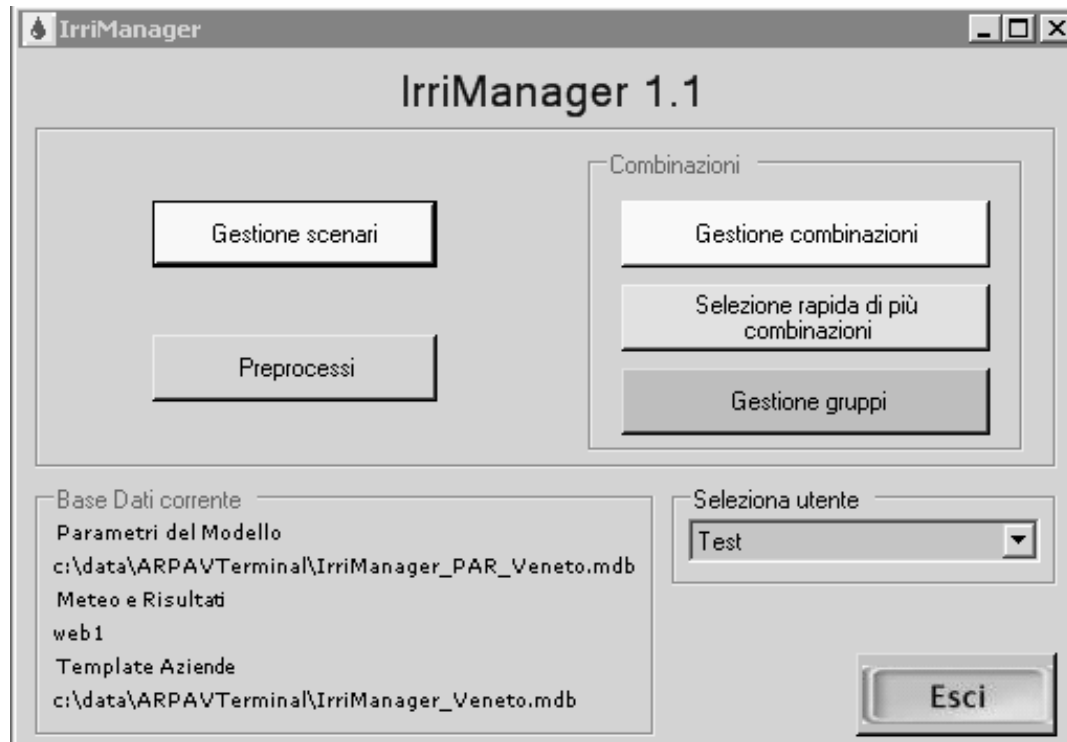 IrriManager
IrriManager 1.1
Gestione scenari
Preprocessi
Combinazioni
Gestione combinazioni
Selezione rapida di più
combinazioni
Gestione gruppi
Base Dati corrente
Parametri del Modello
c:\data\ARPAVTerminal\IrriManager_PAR_Veneto.mdb
Meteo e Risultati
web1
Template Aziende
c:\data\ARPAVTerminal\IrriManager_Veneto.mdb
Seleziona utente
Test
Esci